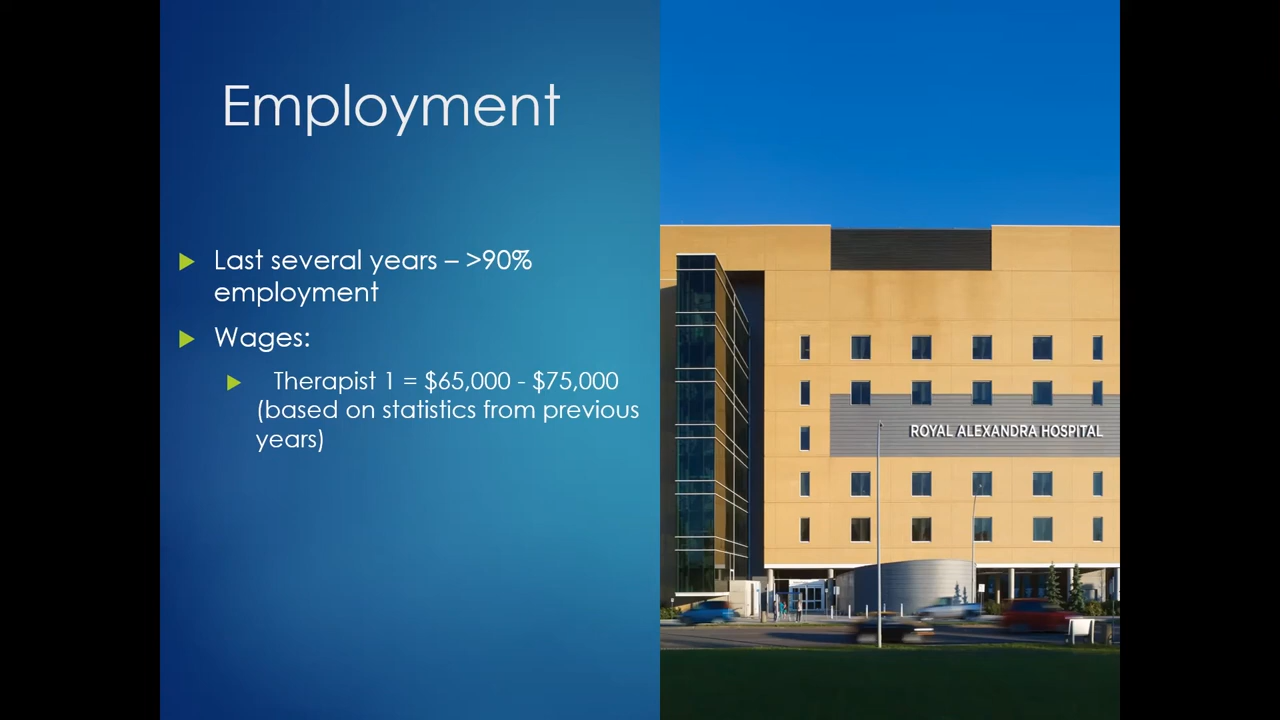 Employment
Last several years – >90%
employment
Wages:
Therapist 1 = $65,000 - $75,000
(based on statistics from previous
years)
ROYAL ALEXANDRA HOSPITAL